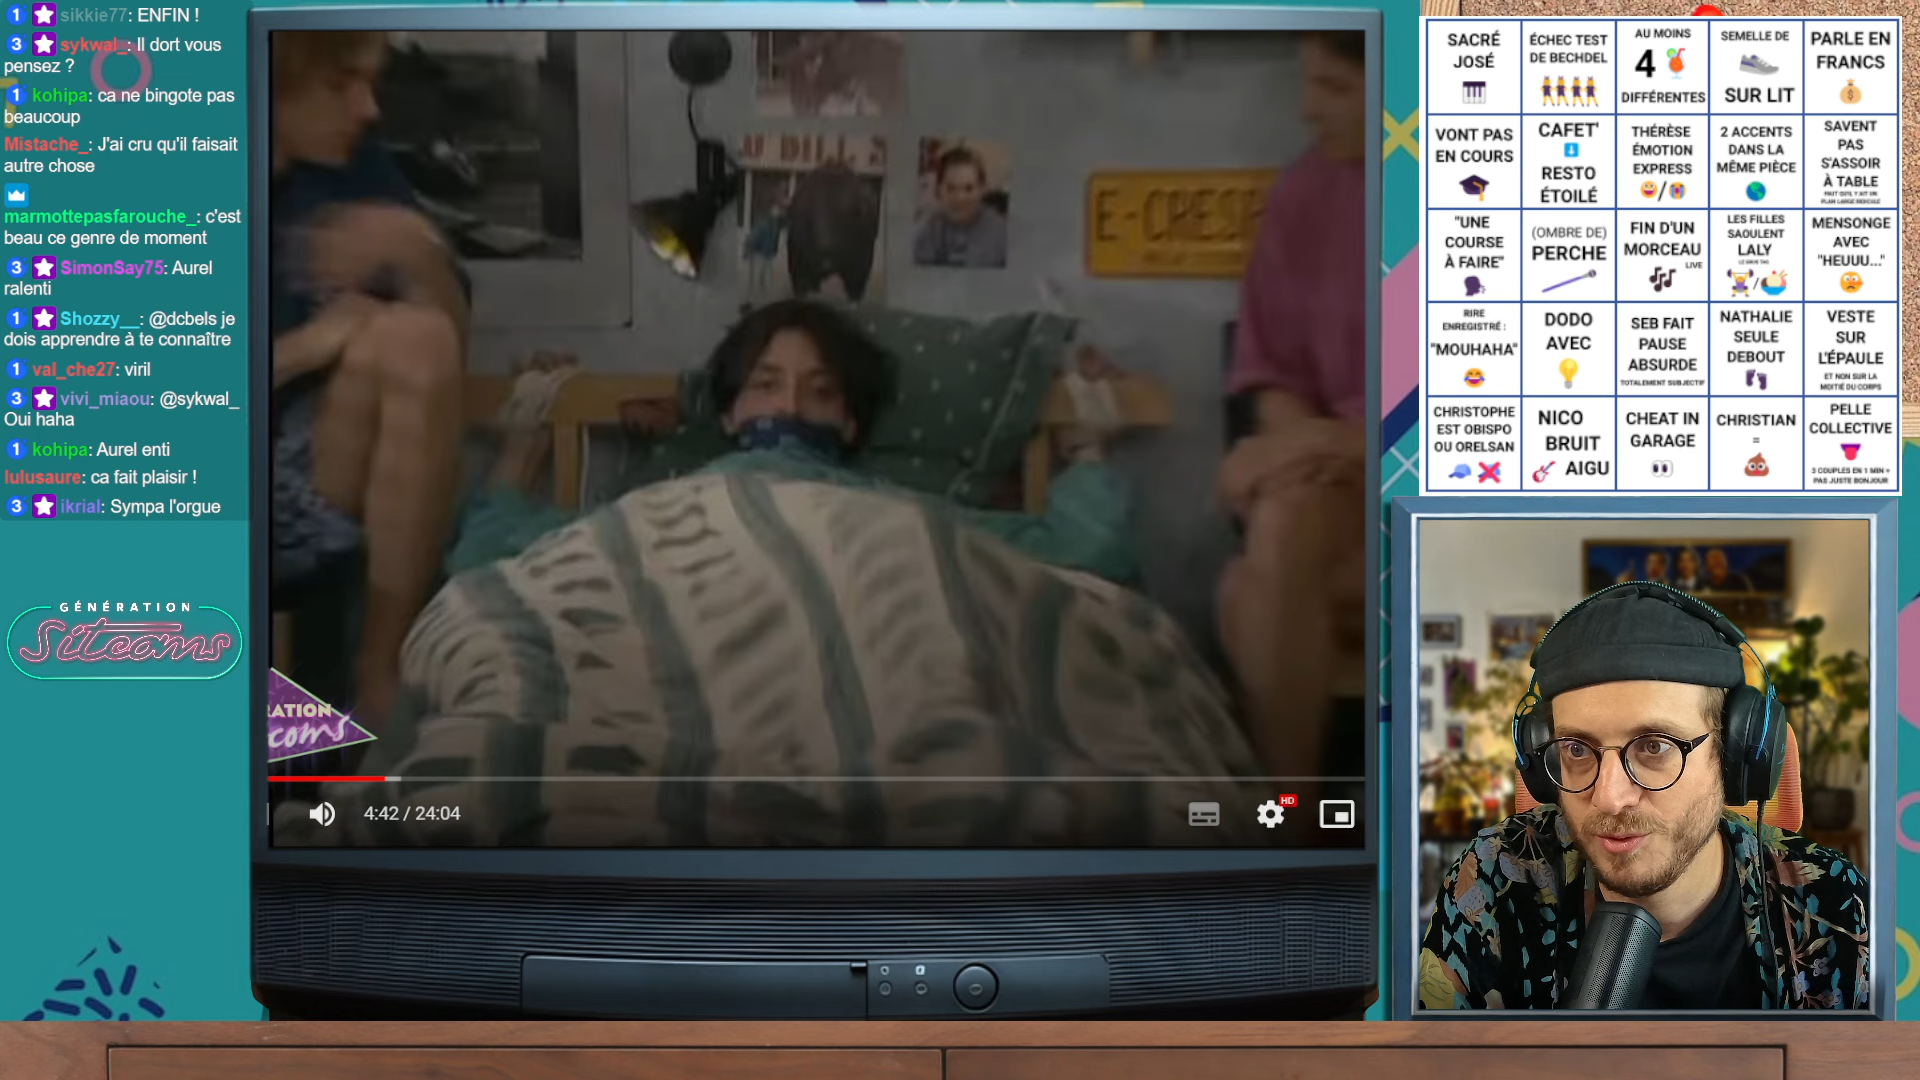 1 sikkie77: ENFIN !
3 sykwal_: Il dort vous
pensez ?
1 kohipa: ca ne bingote pas
beaucoup
Mistache_: J'ai cru qu'il faisait
autre chose
marmottepasfarouche_: c'est
beau ce genre de moment
3 SimonSay75: Aurel
ralenti
1 Shozzy__: @dcbels je
dois apprendre à te connaître
1 val_che27: viril
3 vivi_miaou: @sykwal_
Oui haha
1 kohipa: Aurel enti
lulusaure: ca fait plaisir !
3 ikrial: Sympa l'orgue
GÉNÉRATION
Sitcoms
RATION
coms
4:42 / 24:04
HD
SACRÉ
JOSÉ
ÉCHEC TEST
DE BECHDEL
AU MOINS
4
DIFFÉRENTES
SEMELLE DE
SUR LIT
PARLE EN
FRANCS
VONT PAS
EN COURS
CAFET'
RESTO
ÉTOILÉ
THÉRÈSE
ÉMOTION
EXPRESS
/
2 ACCENTS
DANS LA
MÊME PIÈCE
SAVENT
PAS
S'ASSOIR
À TABLE
"UNE
COURSE
À FAIRE"
(OMBRE DE)
PERCHE
FIN D'UN
MORCEAU
LIVE
LES FILLES
SAOULENT
LALY
/
MENSONGE
AVEC
"HEUUU..."
RIRE
ENREGISTRÉ :
"MOUHAHA"
DODO
AVEC
SEB FAIT
PAUSE
ABSURDE
TOTALEMENT SUBJECTIF
NATHALIE
SEULE
DEBOUT
VESTE
SUR
L'ÉPAULE
ET NON SUR LA
MOITIÉ DU CORPS
CHRISTOPHE
EST OBISPO
OU ORELSAN
NICO
BRUIT
AIGU
CHEAT IN
GARAGE
CHRISTIAN
=
PELLE
COLLECTIVE
3 COUPLES EN 1 MIN +
PAS JUSTE BONJOUR